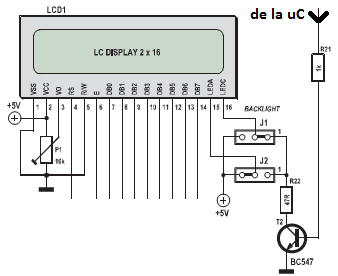 LCD1
de la uC
R21
1k
LC DISPLAY 2 x 16
VSS VCC VO RS R/W E DB0 DB1 DB2 DB3 DB4 DB5 DB6 DB7 LEDA LEDC
1 2 3 4 5 6 7 8 9 10 11 12 13 14 15 16
+5V
BACKLIGHT
J1
1
P1
10k
J2
1
R22
47R
+5V
T2
BC547